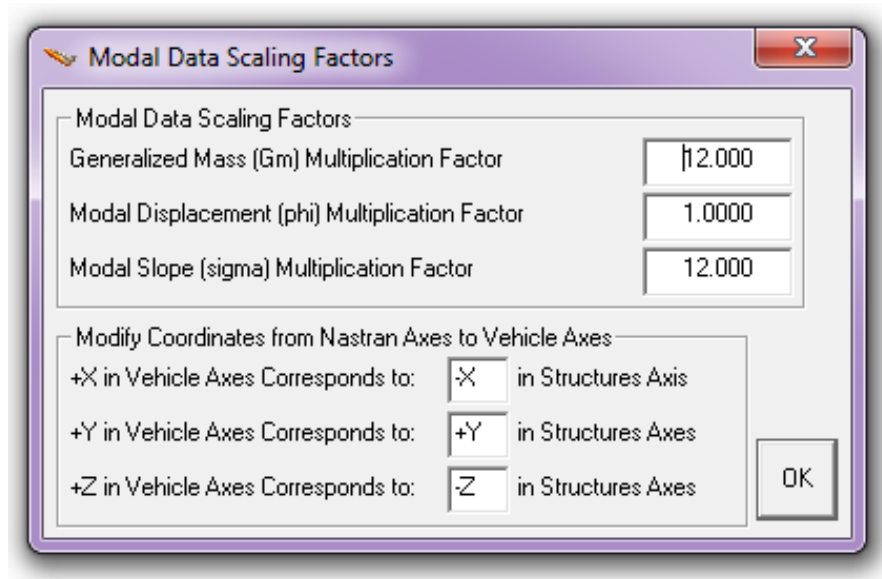 Modal Data Scaling Factors
X
Modal Data Scaling Factors
Generalized Mass (Gm) Multiplication Factor 12.000
Modal Displacement (phi) Multiplication Factor 1.0000
Modal Slope (sigma) Multiplication Factor 12.000
Modify Coordinates from Nastran Axes to Vehicle Axes
+X in Vehicle Axes Corresponds to: -X in Structures Axis
+Y in Vehicle Axes Corresponds to: +Y in Structures Axes
+Z in Vehicle Axes Corresponds to: -Z in Structures Axes
OK